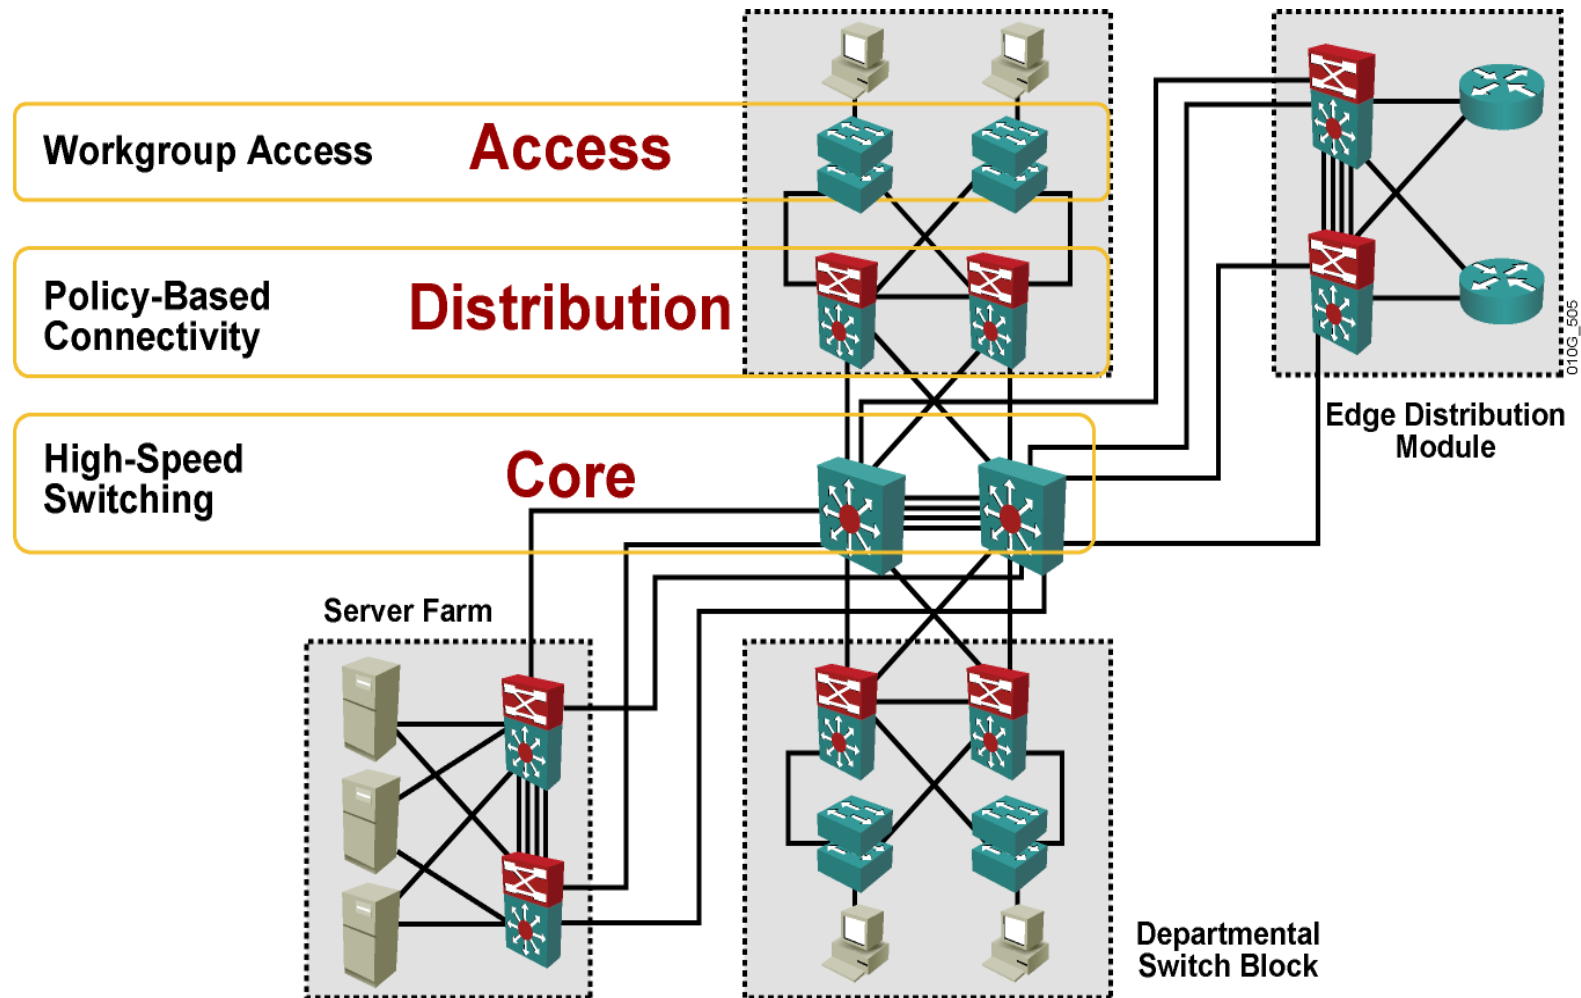 Workgroup Access
Access
Policy-Based
Connectivity
Distribution
High-Speed
Switching
Core
Edge Distribution
Module
010G_505
Server Farm
Departmental
Switch Block